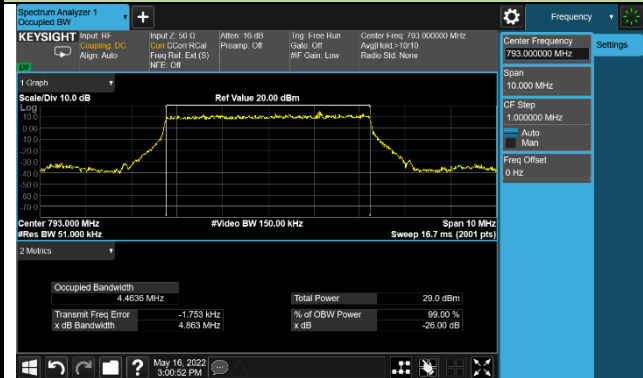 Spectrum Analyzer 1
Occupied BW
Frequency
KEYSIGHT
Input: RF
Coupling: DC
Align: Auto
Input Z: 50 Ω
Corr CCorr RCal
Freq Ref: Ext (S)
NFE: Off
Atten: 16 dB
Preamp: Off
Trig: Free Run
Gate: Off
#IF Gain: Low
Center Freq: 793.000000 MHz
Avg|Hold:>10/10
Radio Std: None
1 Graph
Scale/Div 10.0 dB
Ref Value 20.00 dBm
Log
10.0
0.00
-10.0
-20.0
-30.0
-40.0
-50.0
-60.0
-70.0
Center 793.000 MHz
#Video BW 150.00 kHz
Span 10 MHz
#Res BW 51.000 kHz
Sweep 16.7 ms (2001 pts)
2 Metrics
Occupied Bandwidth
4.4636 MHz
Total Power
29.0 dBm
Transmit Freq Error
-1.753 kHz
% of OBW Power
99.00 %
x dB Bandwidth
4.863 MHz
x dB
-26.00 dB
May 16, 2022
3:00:52 PM
Center Frequency
793.000000 MHz
Settings
Span
10.000 MHz
CF Step
1.000000 MHz
Auto
Man
Freq Offset
0 Hz